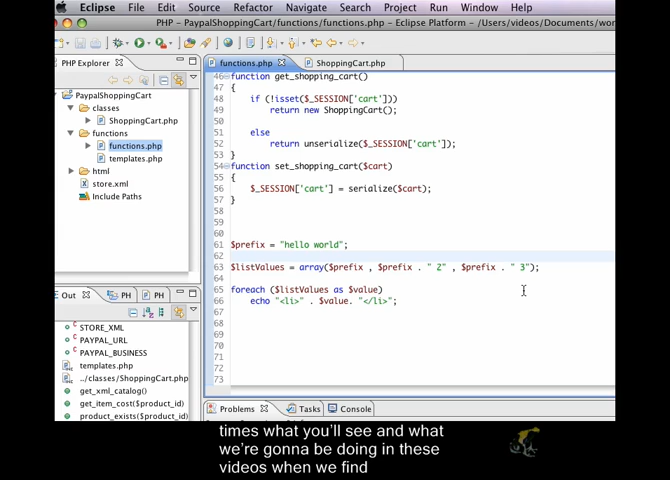 Eclipse File Edit Source Refactor Navigate Search Project Run Window Help
PHP - PaypalShoppingCart/functions/functions.php - Eclipse Platform - /Users/videos/Documents/wor
PHP Explorer
functions.php
ShoppingCart.php
PaypalShoppingCart
classes
ShoppingCart.php
functions
functions.php
templates.php
html
store.xml
Include Paths
46 function get_shopping_cart()
47 {
48 if (!isset($_SESSION['cart']))
49 return new ShoppingCart();
50
51 else
52 return unserialize($_SESSION['cart']);
53 }
54 function set_shopping_cart($cart)
55 {
56 $_SESSION['cart'] = serialize($cart);
57 }
58
59
60
61 $prefix = "hello world";
62
63 $listValues = array($prefix , $prefix . " 2" , $prefix . " 3");
64
65 foreach ($listValues as $value)
66 echo "<li>" . $value. "</li>";
67
68
69
70
71
72
73
Out PH PH
STORE_XML
PAYPAL_URL
PAYPAL_BUSINESS
templates.php
../classes/ShoppingCart.php
get_xml_catalog()
get_item_cost($product_id)
product_exists($product_id)
Problems Tasks Console
times what you'll see and what
we're gonna be doing in these
videos when we find